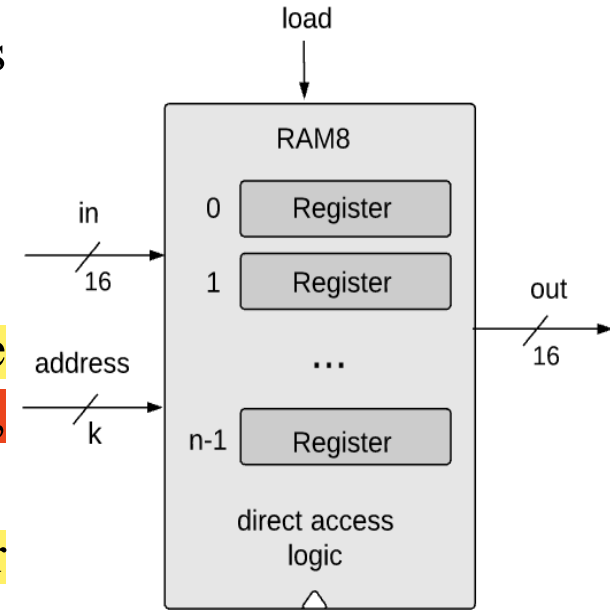 load
s
RAM8
0 Register
in
16
1 Register
out
16
e
address
...
k
n-1 Register
direct access
logic
r